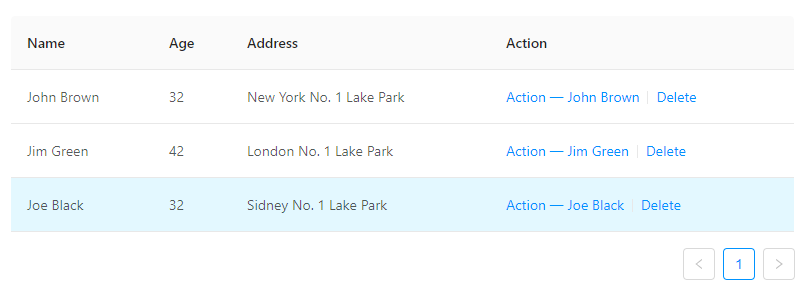 Name Age Address Action
John Brown 32 New York No. 1 Lake Park Action — John Brown Delete
Jim Green 42 London No. 1 Lake Park Action — Jim Green Delete
Joe Black 32 Sidney No. 1 Lake Park Action — Joe Black Delete
1